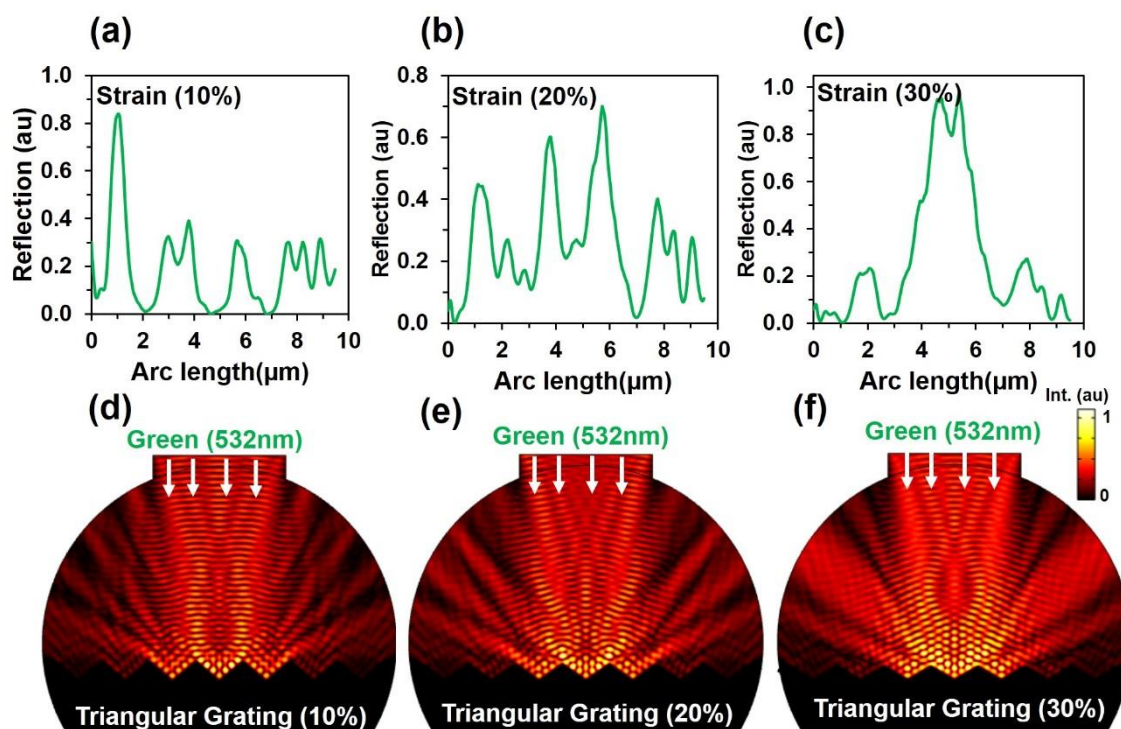 (a)
Strain (10%)
Reflection (au)
1.0
0.8
0.6
0.4
0.2
0.0
0 2 4 6 8 10
Arc length(μm)
(b)
Strain (20%)
Reflection (au)
0.8
0.6
0.4
0.2
0.0
0 2 4 6 8 10
Arc length(μm)
(c)
Strain (30%)
Reflection (au)
1.0
0.8
0.6
0.4
0.2
0.0
0 2 4 6 8 10
Arc length(μm)
(d)
Green (532nm)
Triangular Grating (10%)
(e)
Green (532nm)
Triangular Grating (20%)
(f)
Green (532nm)
Int. (au)
1
0
Triangular Grating (30%)